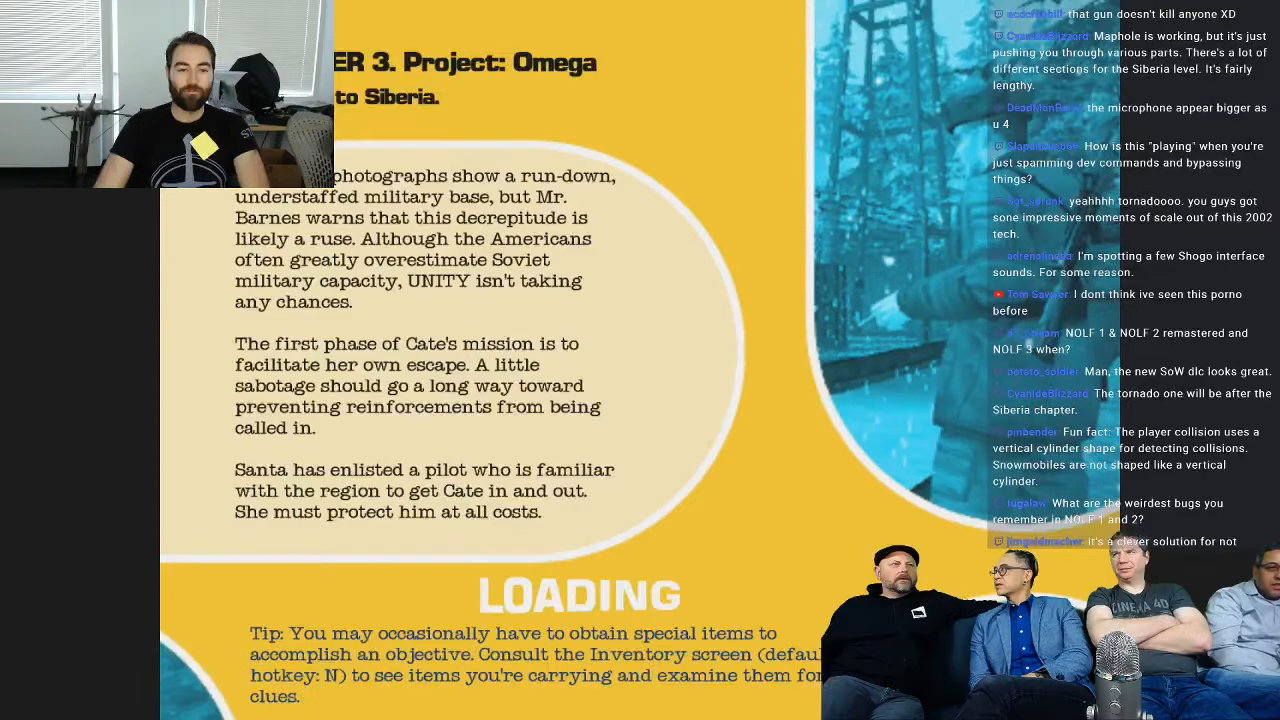 ER 3. Project: Omega
to Siberia.
photographs show a run-down,
understaffed military base, but Mr.
Barnes warns that this decrepitude is
likely a ruse. Although the Americans
often greatly overestimate Soviet
military capacity, UNITY isn't taking
any chances.
The first phase of Cate's mission is to
facilitate her own escape. A little
sabotage should go a long way toward
preventing reinforcements from being
called in.
Santa has enlisted a pilot who is familiar
with the region to get Cate in and out.
She must protect him at all costs.
LOADING
Tip: You may occasionally have to obtain special items to
accomplish an objective. Consult the Inventory screen (defaul
hotkey: N) to see items you're carrying and examine them for
clues.
that gun doesn't kill anyone XD
CyanideBlizzard Maphole is working, but it's just
pushing you through various parts. There's a lot of
different sections for the Siberia level. It's fairly
lengthy.
the microphone appear bigger as
u 4
How is this "playing" when you're
just spamming dev commands and bypassing
things?
yeahhhh tornadoooo. you guys got
sone impressive moments of scale out of this 2002
tech.
I'm spotting a few Shogo interface
sounds. For some reason.
Tom Sawyer I dont think ive seen this porno
before
NOLF 1 & NOLF 2 remastered and
NOLF 3 when?
potato_soldier Man, the new SoW dlc looks great.
CyanideBlizzard The tornado one will be after the
Siberia chapter.
pinbender Fun fact: The player collision uses a
vertical cylinder shape for detecting collisions.
Snowmobiles are not shaped like a vertical
cylinder.
What are the weirdest bugs you
remember in NOLF 1 and 2?
it's a clever solution for not
CINEMA 4D